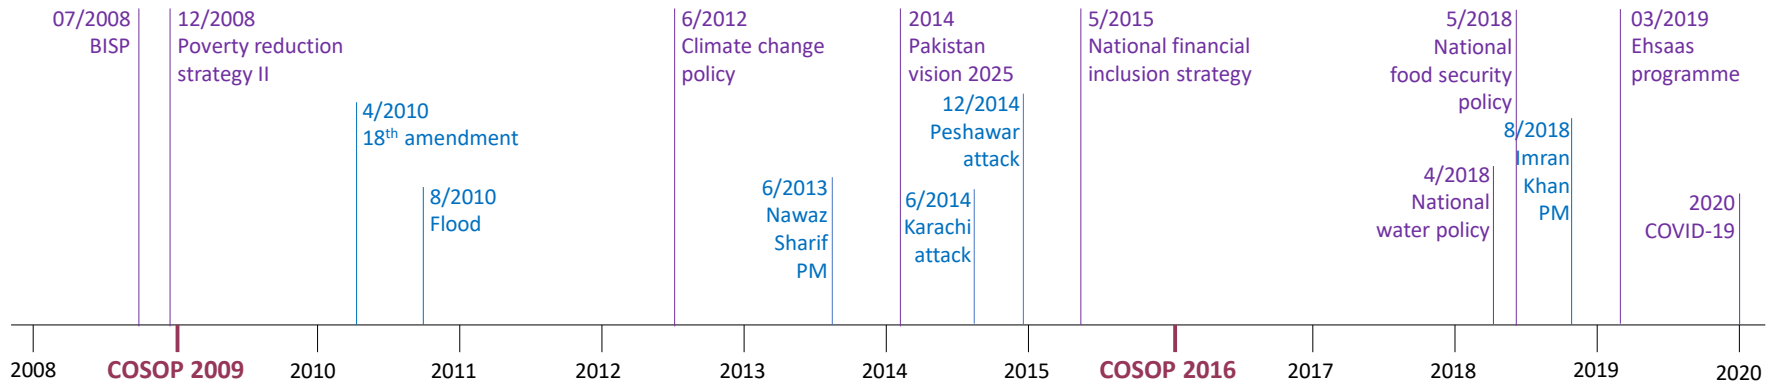 07/2008
BISP
12/2008
Poverty reduction
strategy II
4/2010
18th amendment
8/2010
Flood
6/2012
Climate change
policy
6/2013
Nawaz
Sharif
PM
2014
Pakistan
vision 2025
6/2014
Karachi
attack
12/2014
Peshawar
attack
5/2015
National financial
inclusion strategy
4/2018
National
water policy
5/2018
National
food security
policy
8/2018
Imran
Khan
PM
03/2019
Ehsaas
programme
2020
COVID-19
2008
COSOP 2009
2010
2011
2012
2013
2014
2015
COSOP 2016
2017
2018
2019
2020